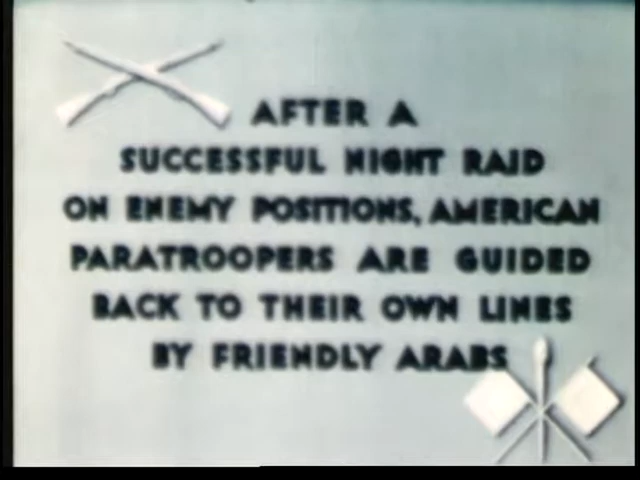 AFTER A
SUCCESSFUL NIGHT RAID
ON ENEMY POSITIONS, AMERICAN
PARATROOPERS ARE GUIDED
BACK TO THEIR OWN LINES
BY FRIENDLY ARABS